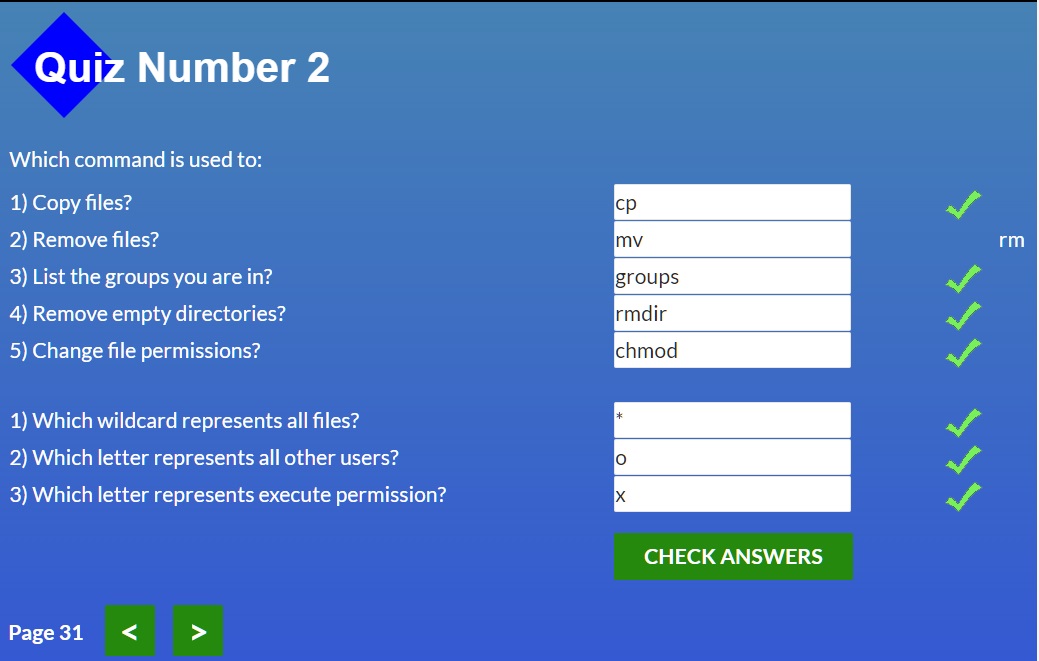 Quiz Number 2
Which command is used to:
1) Copy files? cp
2) Remove files? mv rm
3) List the groups you are in? groups
4) Remove empty directories? rmdir
5) Change file permissions? chmod
1) Which wildcard represents all files? *
2) Which letter represents all other users? o
3) Which letter represents execute permission? x
CHECK ANSWERS
Page 31 < >